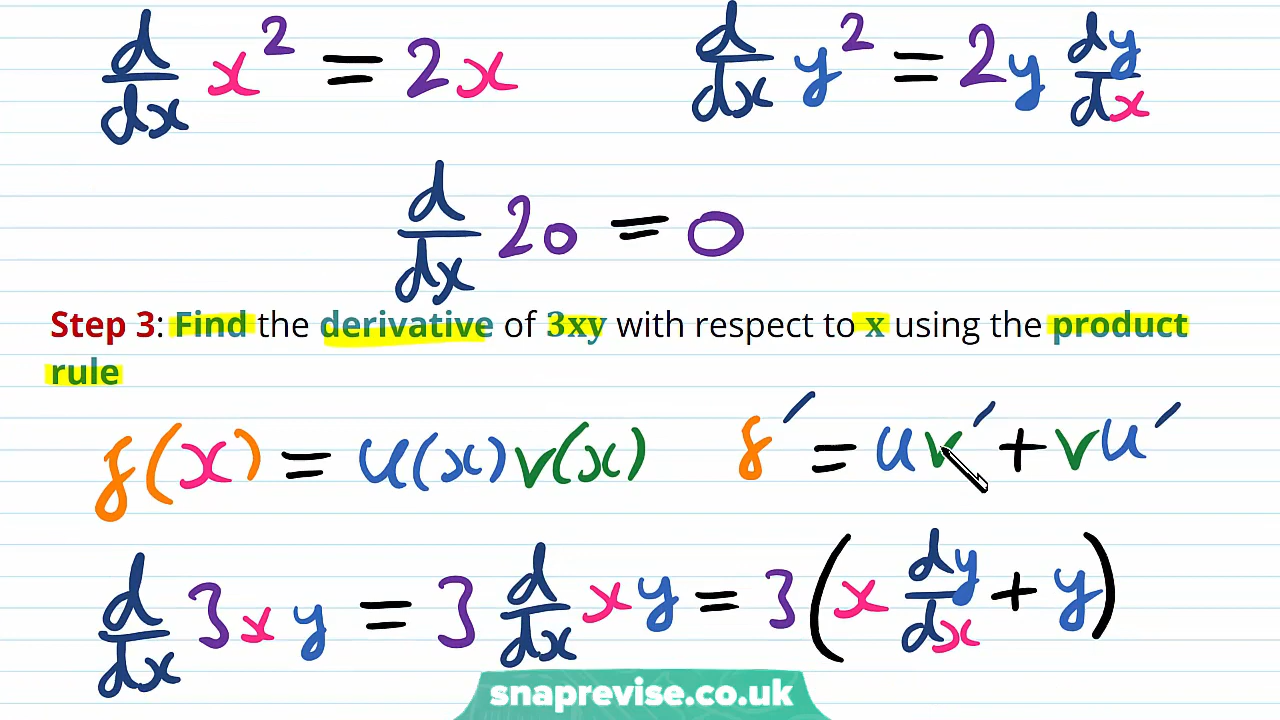 d/dx x² = 2x
d/dx y² = 2y dy/dx
d/dx 20 = 0
Step 3: Find the derivative of 3xy with respect to x using the product
rule
f(x) = u(x)v(x)
f′ = uv′ + vu′
d/dx 3xy = 3 d/dx xy = 3(x dy/dx + y)
snaprevise.co.uk